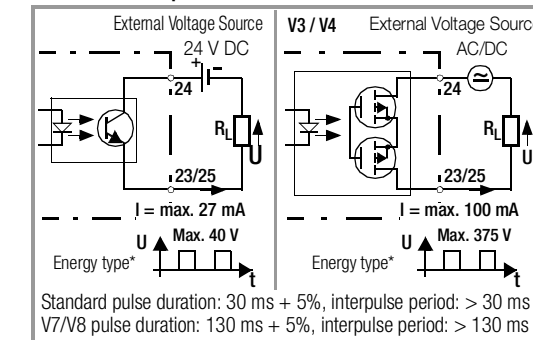 External Voltage Source
24 V DC
+
24
RL
U
23/25
I = max. 27 mA
U
Max. 40 V
Energy type*
t
V3 / V4
External Voltage Sourc
AC/DC
24
RL
U
23/25
I = max. 100 mA
U
Max. 375 V
Energy type*
t
Standard pulse duration: 30 ms + 5%, interpulse period: > 30 ms
V7/V8 pulse duration: 130 ms + 5%, interpulse period: > 130 ms